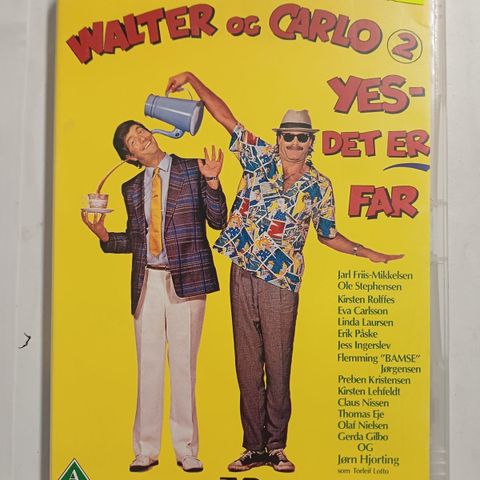 WALTER OG CARLO 2
YES-
DET ER
FAR
Jarl Friis-Mikkelsen
Ole Stephensen
Kirsten Rolffes
Eva Carlsson
Linda Laursen
Erik Påske
Jess Ingerslev
Flemming "BAMSE"
Jørgensen
Preben Kristensen
Kirsten Lehfeldt
Claus Nissen
Thomas Eje
Olaf Nielsen
Gerda Gilbo
OG
Jørn Hjorting
som Torleif Lotto
A